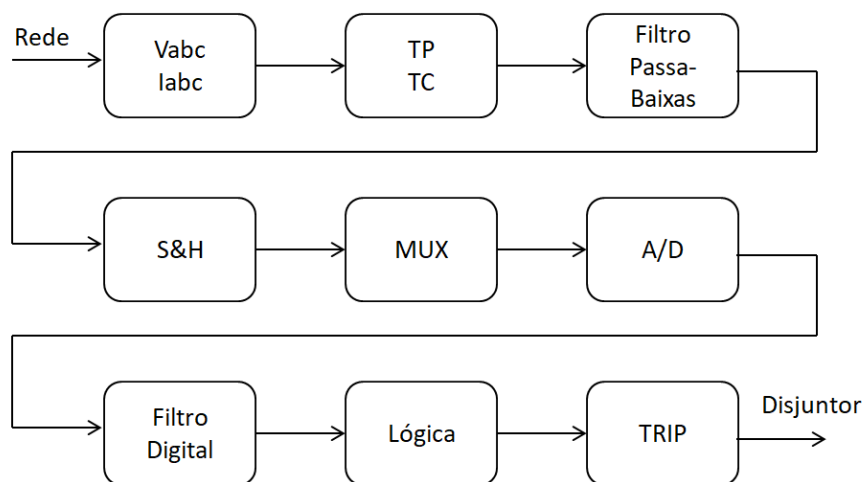 Rede
Vabc
Iabc
TP
TC
Filtro
Passa-
Baixas
S&H
MUX
A/D
Filtro
Digital
Lógica
TRIP
Disjuntor